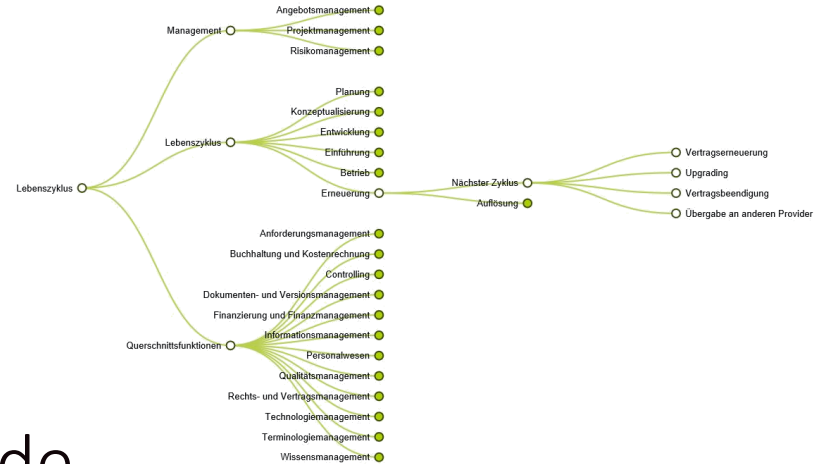 Angebotsmanagement
Management
Projektmanagement
Risikomanagement
Planung
Konzeptualisierung
Entwicklung
Lebenszyklus
Einführung
Betrieb
Erneuerung
Nächster Zyklus
Auflösung
Vertragserneuerung
Upgrading
Vertragsbeendigung
Übergabe an anderen Provider
Lebenszyklus
Anforderungsmanagement
Buchhaltung und Kostenrechnung
Controlling
Dokumenten- und Versionsmanagement
Finanzierung und Finanzmanagement
Informationsmanagement
Querschnittsfunktionen
Personalwesen
Qualitätsmanagement
Rechts- und Vertragsmanagement
Technologiemanagement
Terminologiemanagement
Wissensmanagement